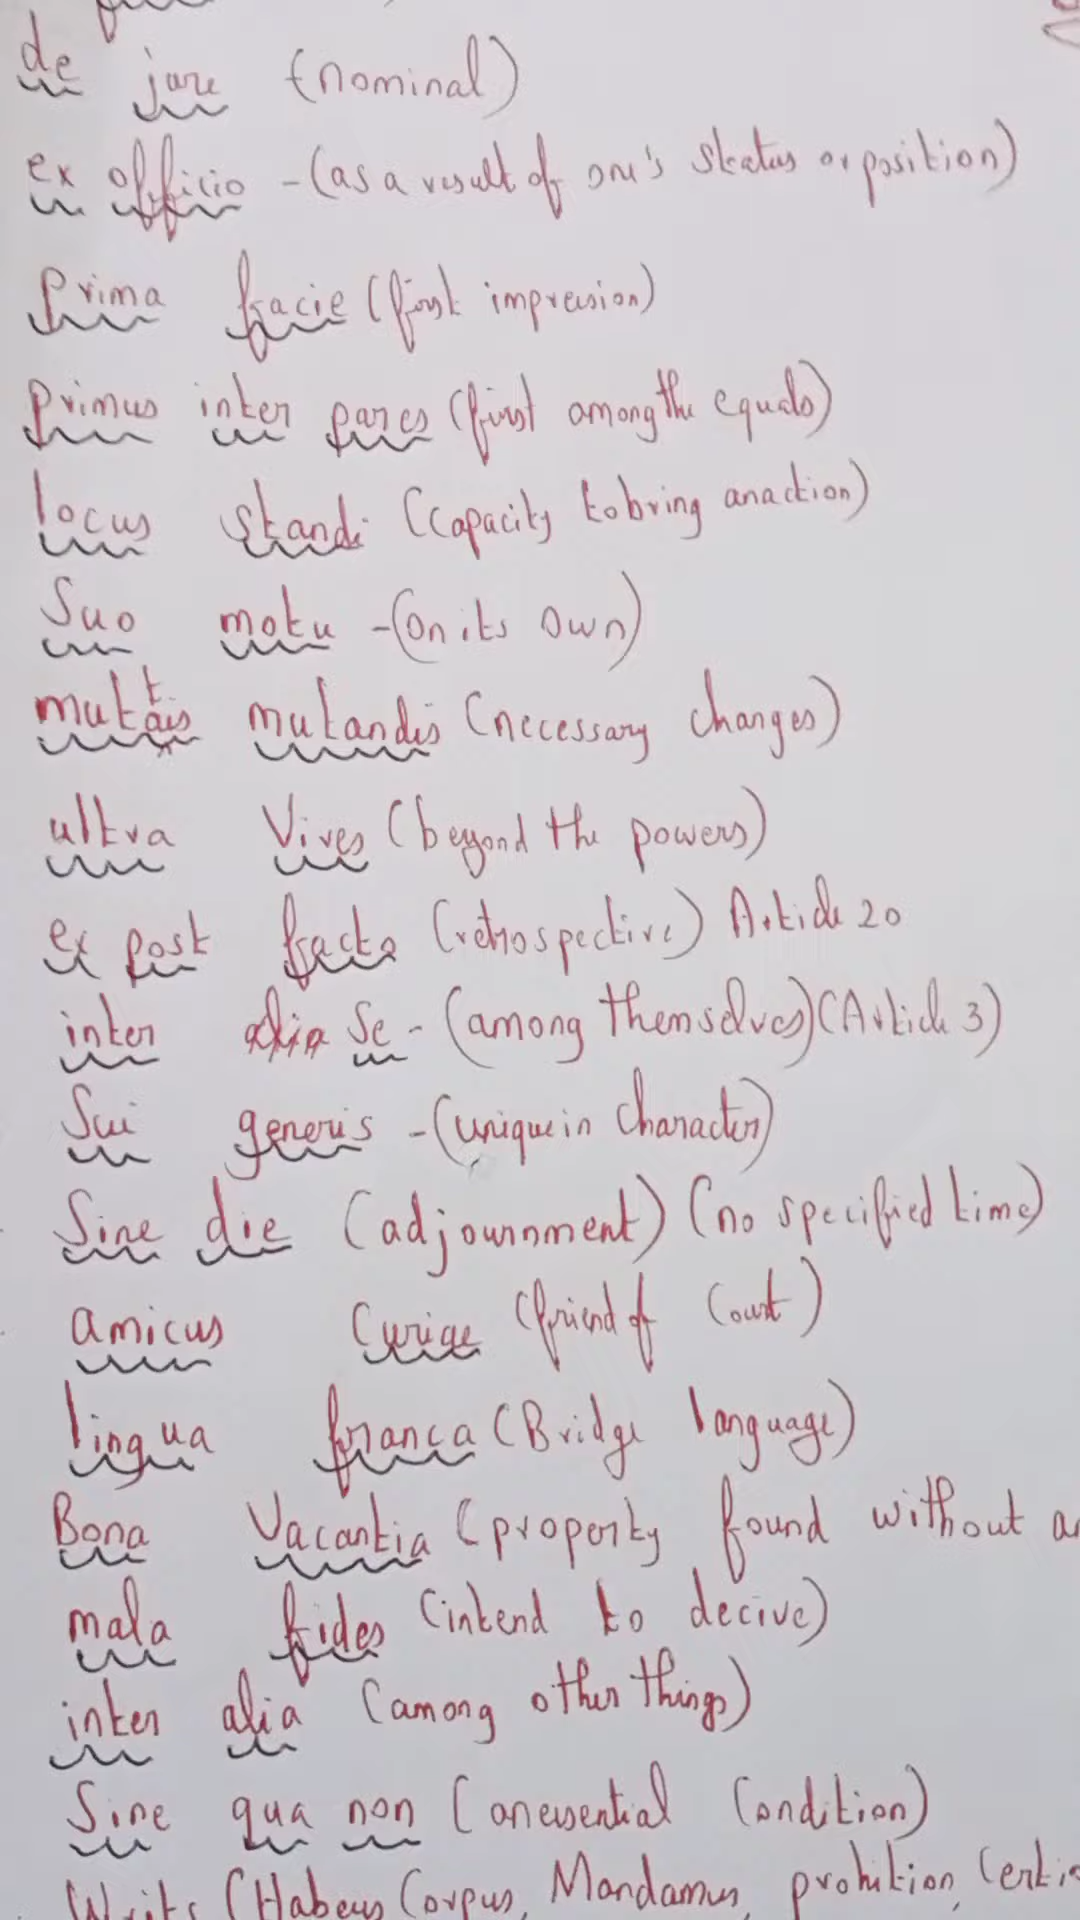 de jure (nominal)
ex officio - (as a result of one's status or position)
Prima facie (first impression)
Primus inter pares (first among the equals)
locus standi (capacity to bring an action)
Suo motu - (On its own)
mutatis mutandis (necessary changes)
ultra Vires (beyond the powers)
ex post facto (retrospective) Article 20
inter se - (among themselves) (Article 3)
Sui generis - (unique in character)
Sine die (adjournment) (no specified time)
amicus Curiae (friend of Court)
lingua franca (Bridge language)
Bona Vacantia (property found without
mala fides (intend to decive)
inter alia (among other things)
Sine qua non (an essential Condition)
Writs (Habeus Corpus, Mandamus, prohibition,